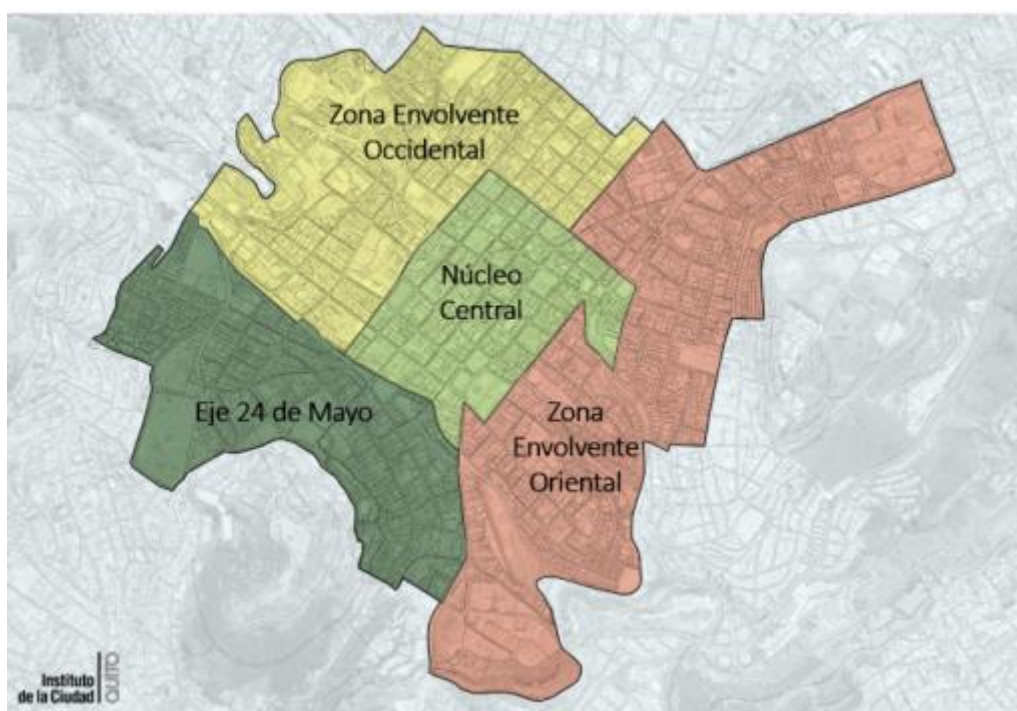 Zona Envolvente
Occidental
Núcleo
Central
Eje 24 de Mayo
Zona
Envolvente
Oriental
Instituto
de la Ciudad
QUITO